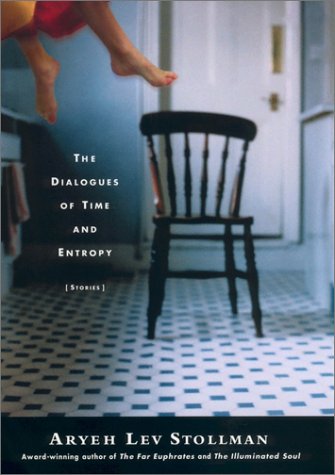 The
Dialogues
of Time
and
Entropy
[Stories]
Aryeh Lev Stollman
Award-winning author of The Far Euphrates and The Illuminated Soul